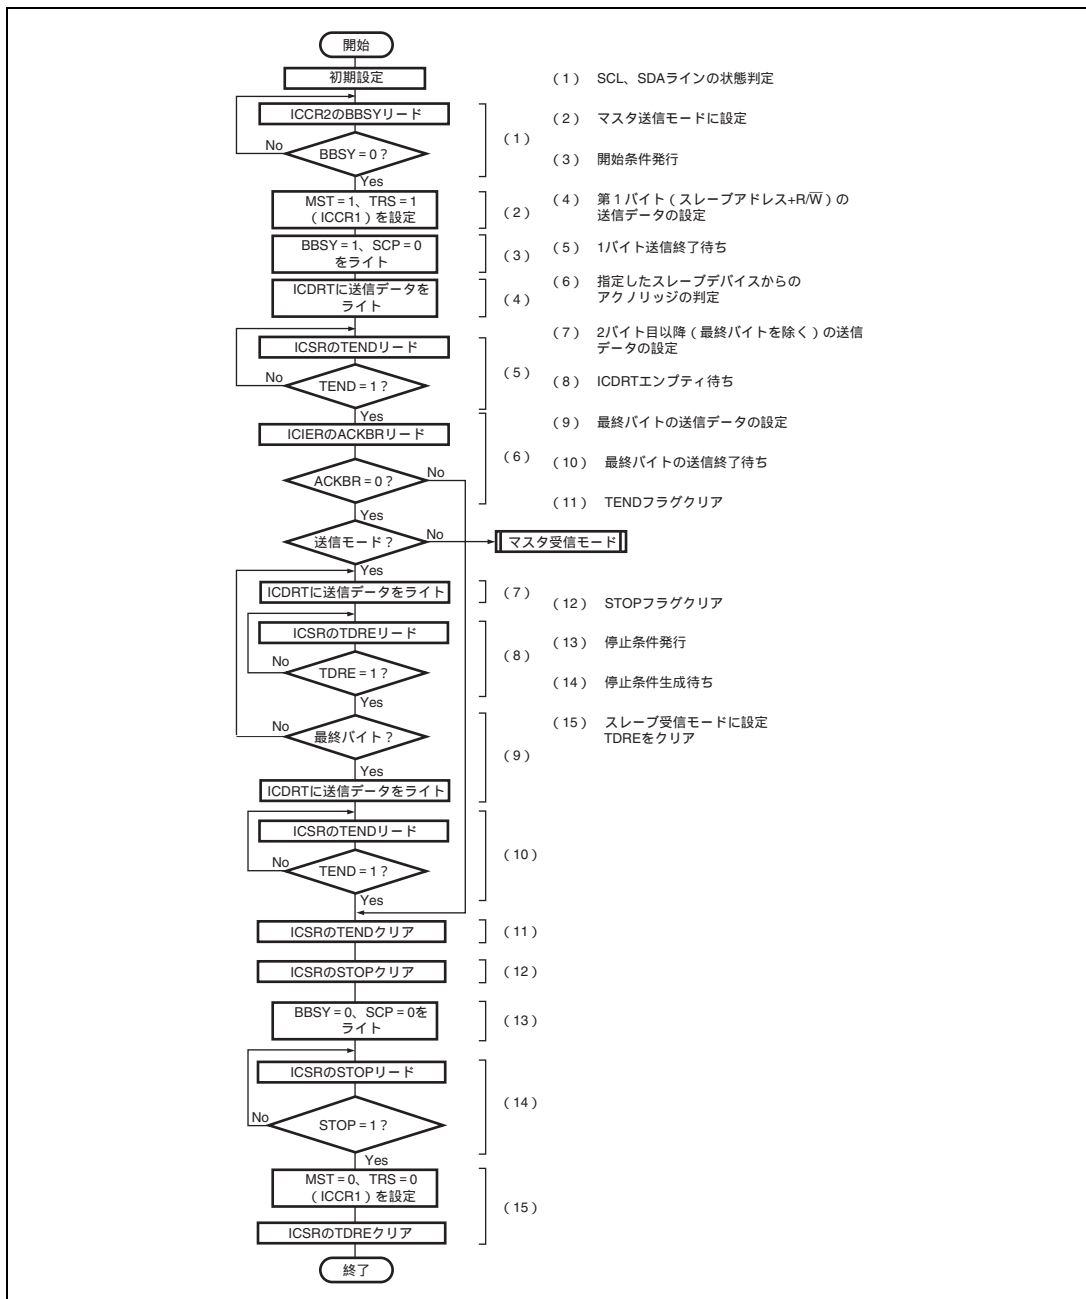 開始
初期設定
ICCR2のBBSYリード
No
BBSY = 0 ?
Yes
(1)
MST = 1、TRS = 1
(ICCR1)を設定
(2)
BBSY = 1、SCP = 0
をライト
(3)
ICDRTに送信データを
ライト
(4)
ICSRのTENDリード
No
TEND = 1 ?
Yes
(5)
ICIERのACKBRリード
ACKBR = 0 ?
No
Yes
(6)
送信モード ?
No
マスタ受信モード
Yes
ICDRTに送信データをライト
(7)
ICSRのTDREリード
No
TDRE = 1 ?
Yes
(8)
No
最終バイト ?
Yes
ICDRTに送信データをライト
(9)
ICSRのTENDリード
No
TEND = 1 ?
Yes
(10)
ICSRのTENDクリア
(11)
ICSRのSTOPクリア
(12)
BBSY = 0、SCP = 0を
ライト
(13)
ICSRのSTOPリード
No
STOP = 1 ?
Yes
(14)
MST = 0、TRS = 0
(ICCR1)を設定
ICSRのTDREクリア
(15)
終了
(1) SCL、SDAラインの状態判定
(2) マスタ送信モードに設定
(3) 開始条件発行
(4) 第1バイト(スレーブアドレス+R/W̅)の
送信データの設定
(5) 1バイト送信終了待ち
(6) 指定したスレーブデバイスからの
アクノリッジの判定
(7) 2バイト目以降(最終バイトを除く)の送信
データの設定
(8) ICDRTエンプティ待ち
(9) 最終バイトの送信データの設定
(10) 最終バイトの送信終了待ち
(11) TENDフラグクリア
(12) STOPフラグクリア
(13) 停止条件発行
(14) 停止条件生成待ち
(15) スレーブ受信モードに設定
TDREをクリア